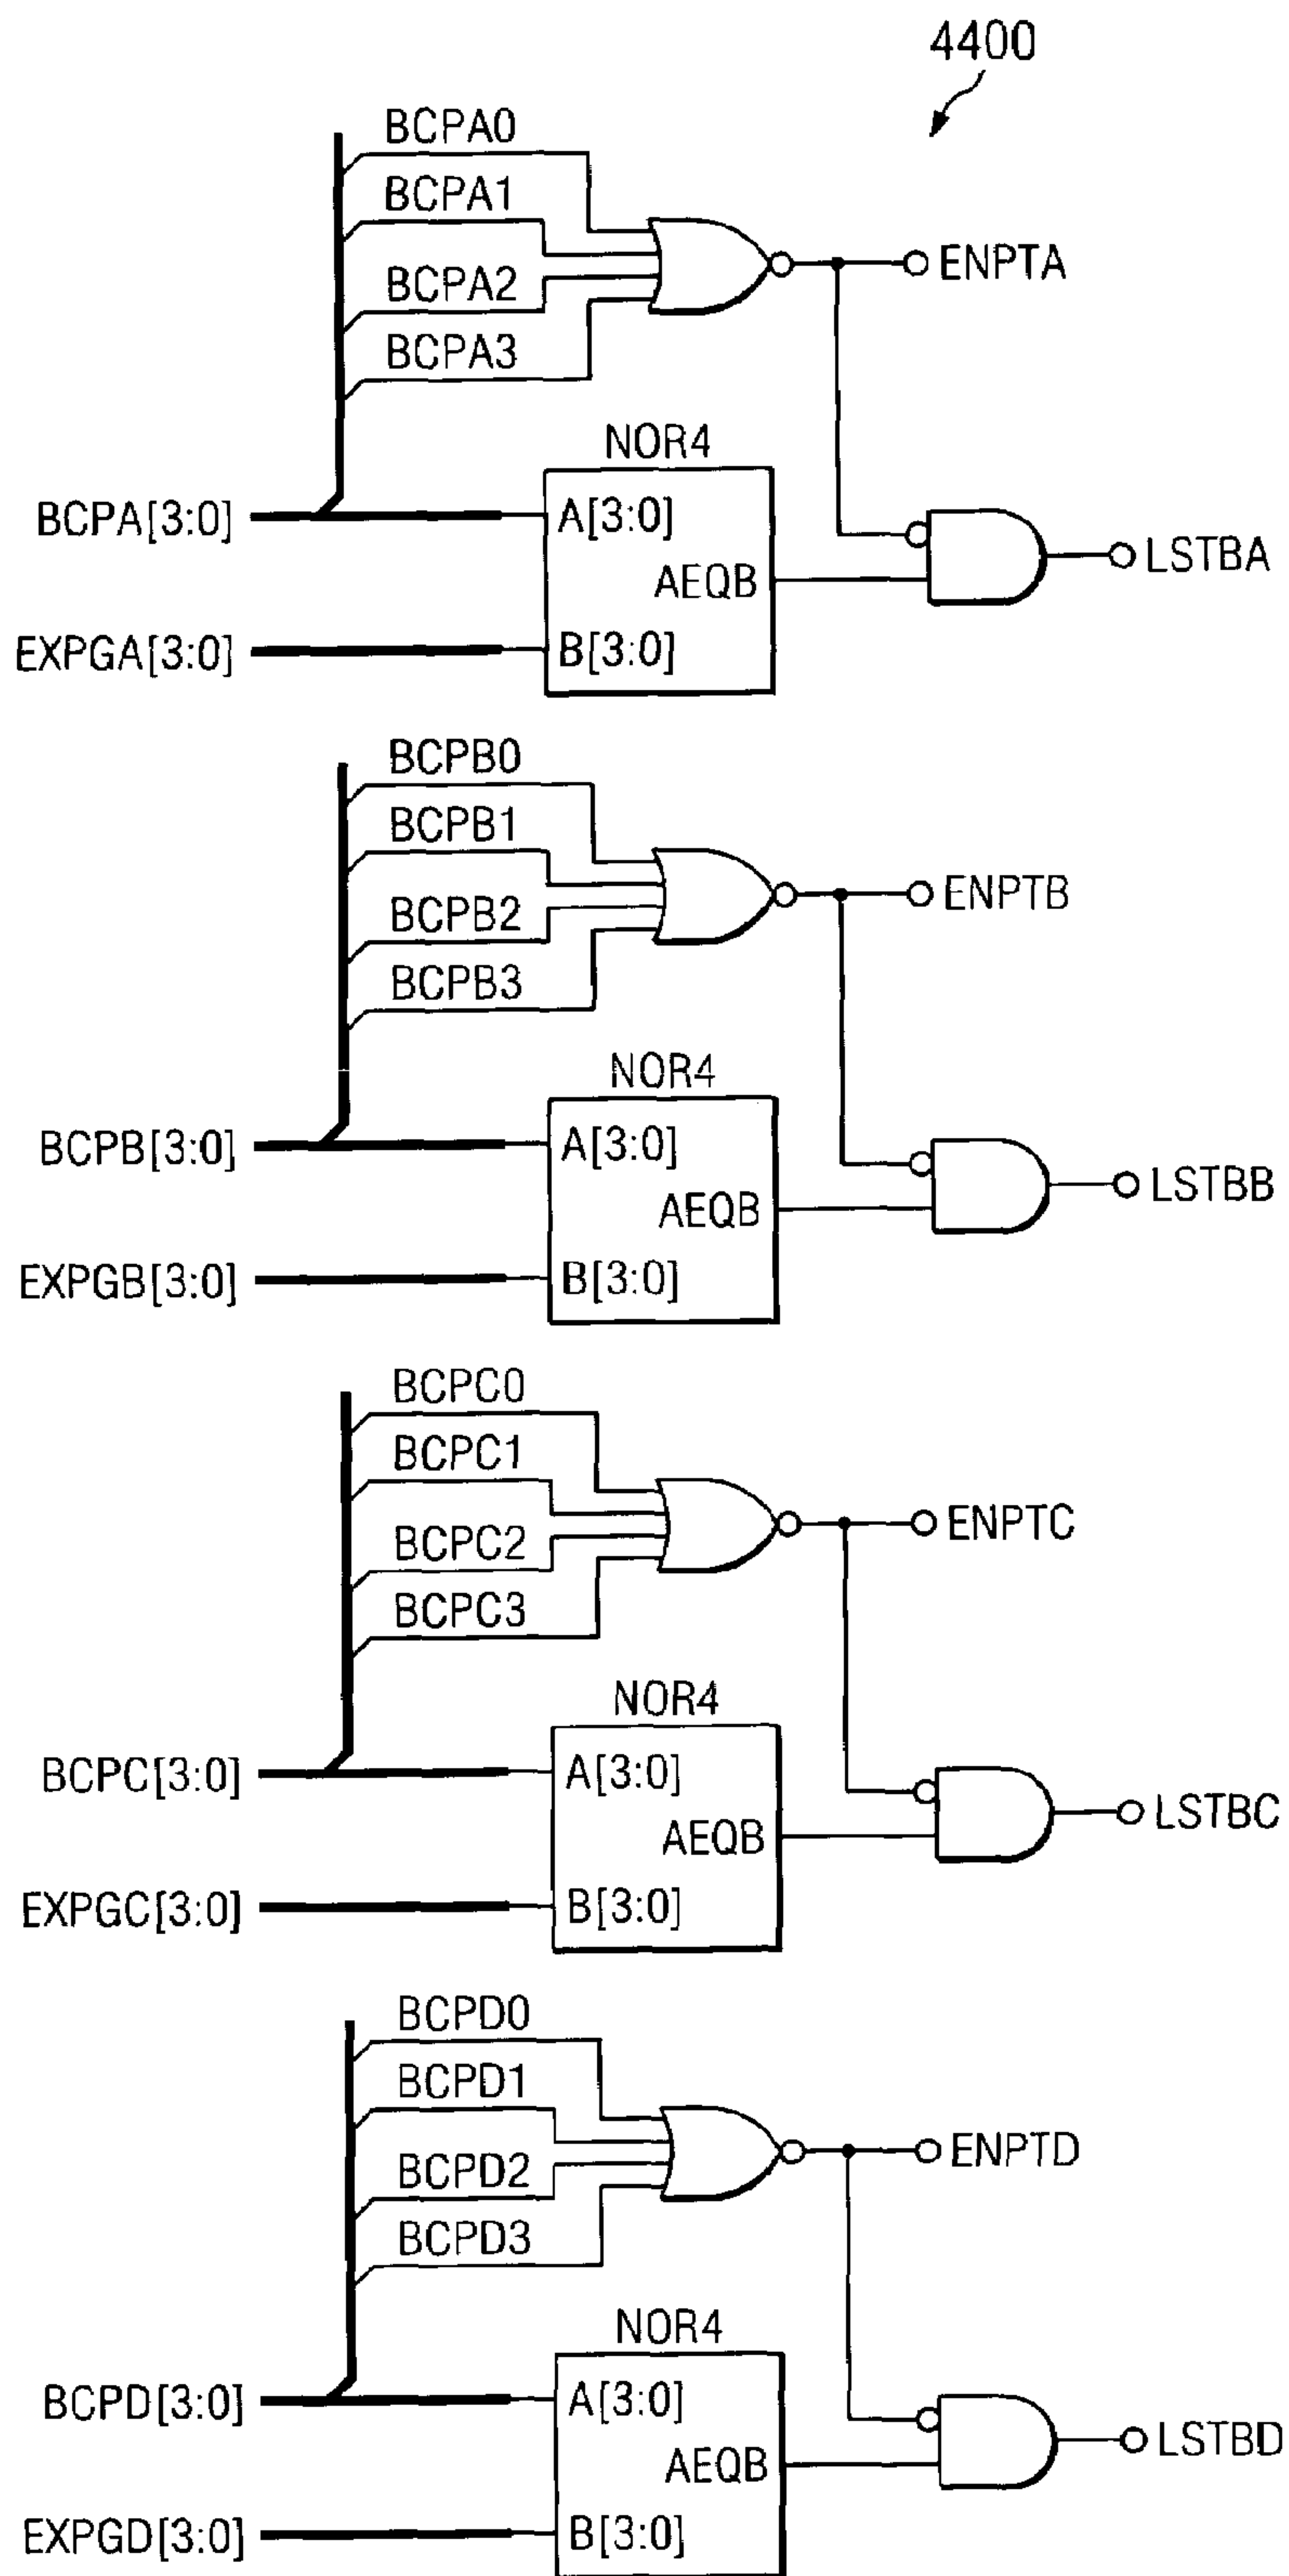 4400
BCPA0
BCPA1
ENPTA
BCPA2
BCPA3
NOR4
BCPA[3:0]
A[3:0]
LSTBA
AEQB
EXPGA[3:0]
B[3:0]
BCPB0
BCPB1
ENPTB
BCPB2
BCPB3
NOR4
BCPB[3:0]
A[3:0]
LSTBB
AEQB
EXPGB[3:0]
B[3:0]
BCPC0
BCPC1
ENPTC
BCPC2
BCPC3
NOR4
BCPC[3:0]
A[3:0]
LSTBC
AEQB
EXPGC[3:0]
B[3:0]
BCPD0
BCPD1
ENPTD
BCPD2
BCPD3
NOR4
BCPD[3:0]
A[3:0]
LSTBD
AEQB
EXPGD[3:0]
B[3:0]